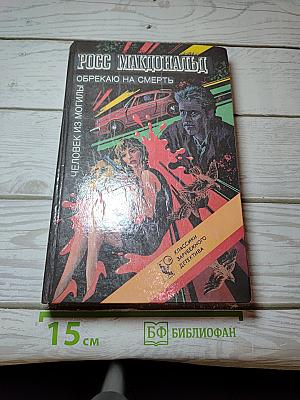 РОСС МАКДОНАЛЬД
ОБРЕКАЮ НА СМЕРТЬ
ЧЕЛОВЕК ИЗ МОГИЛЫ
КЛАССИКИ
ЗАРУБЕЖНОГО
ДЕТЕКТИВА
15 см
БФ БИБЛИОФАН